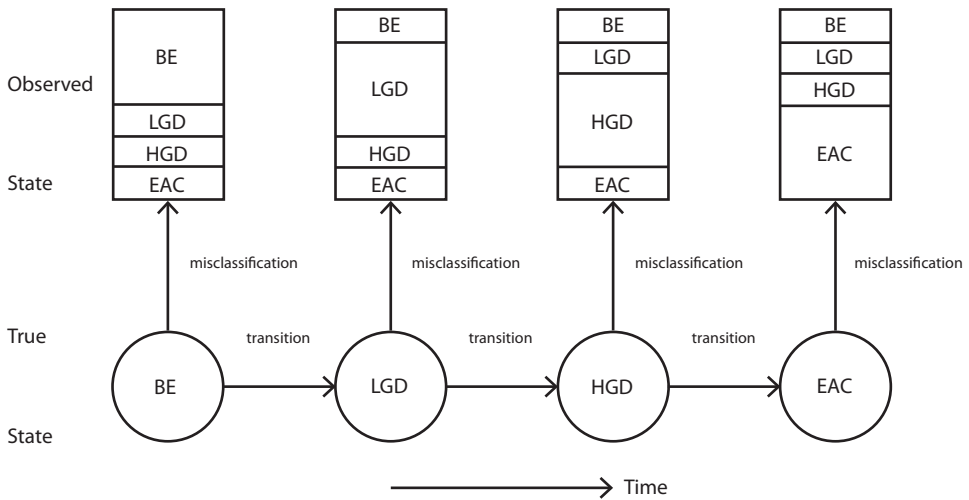 BE
LGD
HGD
EAC
BE
LGD
HGD
EAC
BE
LGD
HGD
EAC
BE
LGD
HGD
EAC
Observed
State
misclassification
misclassification
misclassification
misclassification
True
State
transition
transition
transition
BE
LGD
HGD
EAC
Time